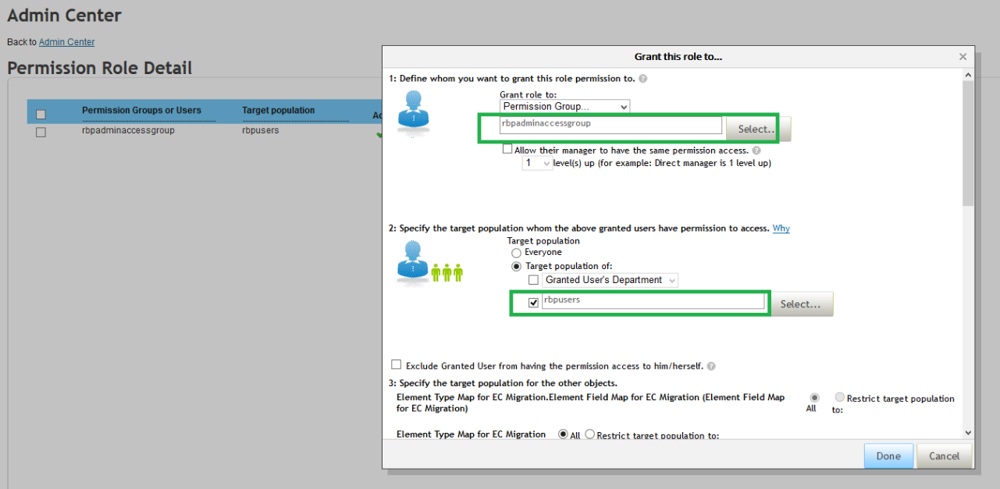 Admin Center
Back to Admin Center
Permission Role Detail
Permission Groups or Users
Target population
rbpadminaccessgroup
rbpusers
Grant this role to...
1: Define whom you want to grant this role permission to.
Grant role to:
Permission Group...
rbpadminaccessgroup
Select...
Allow their manager to have the same permission access.
1 level(s) up (for example: Direct manager is 1 level up)
2: Specify the target population whom the above granted users have permission to access. Why
Target population
Everyone
Target population of:
Granted User's Department
rbpusers
Select...
Exclude Granted User from having the permission access to him/herself.
3: Specify the target population for the other objects.
Element Type Map for EC Migration.Element Field Map for EC Migration (Element Field Map
for EC Migration)
All
Restrict target population
to:
Element Type Map for EC Migration All Restrict target population to:
Done
Cancel